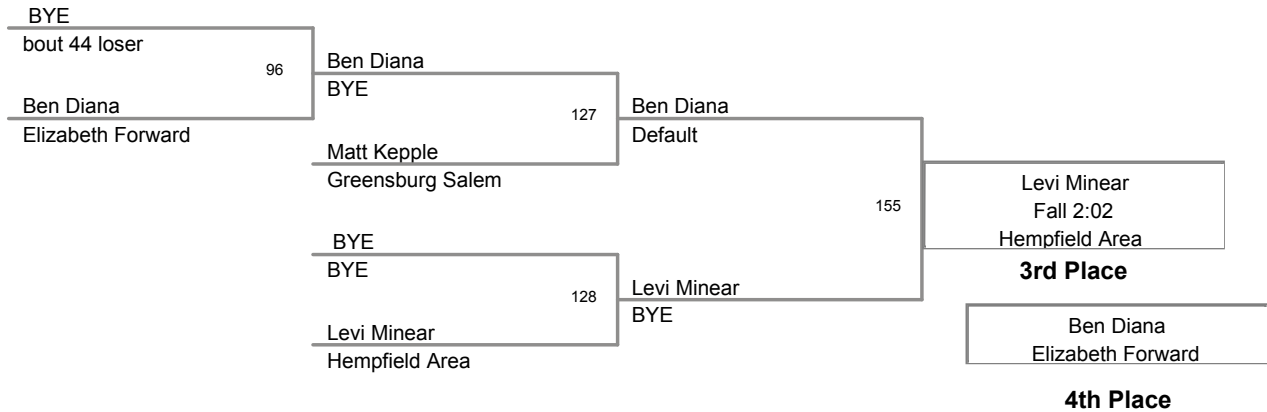 BYE
bout 44 loser
96
Ben Diana
Elizabeth Forward
Ben Diana
BYE
127
Matt Kepple
Greensburg Salem
Ben Diana
Default
155
BYE
BYE
128
Levi Minear
Hempfield Area
Levi Minear
BYE
Levi Minear
Fall 2:02
Hempfield Area
3rd Place
Ben Diana
Elizabeth Forward
4th Place